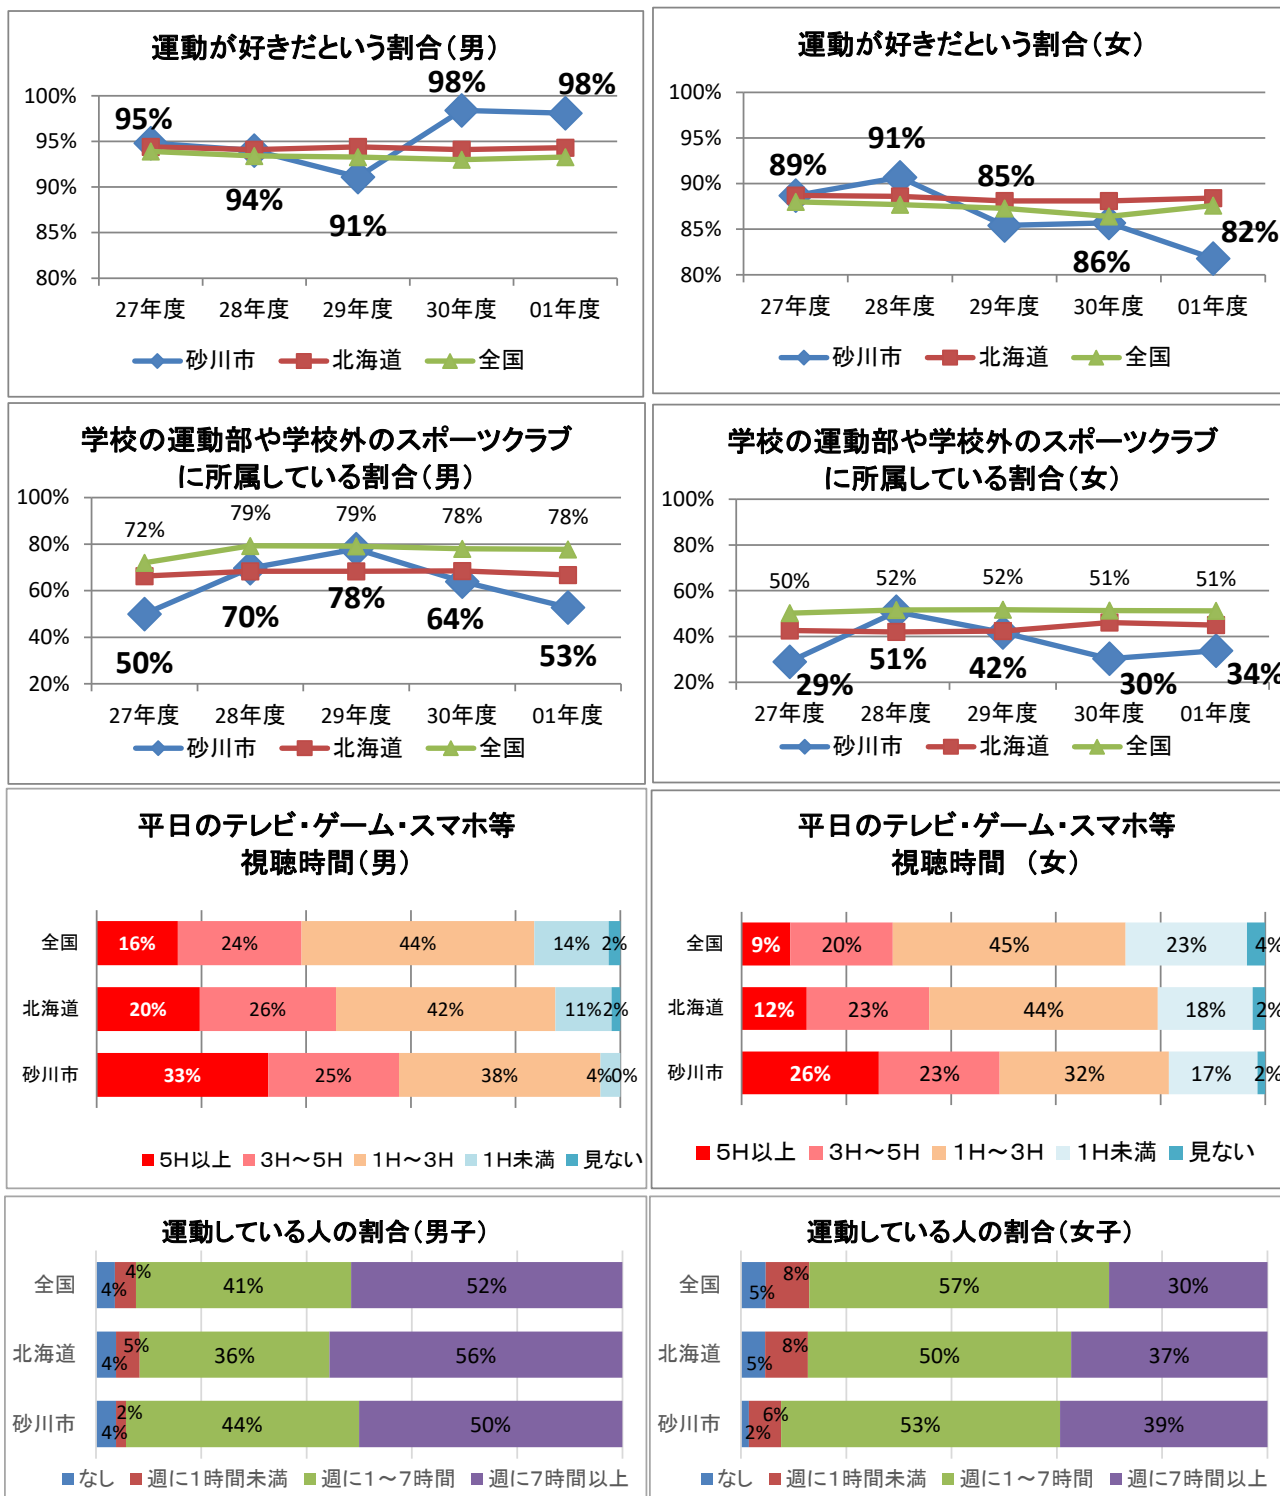 運動が好きだという割合(男)
98%
98%
100%
95%
95%
90%
94%
91%
85%
80%
27年度 28年度 29年度 30年度 01年度
砂川市 北海道 全国
運動が好きだという割合(女)
100%
95%
91%
89%
85%
90%
85%
82%
86%
80%
27年度 28年度 29年度 30年度 01年度
砂川市 北海道 全国
学校の運動部や学校外のスポーツクラブ
に所属している割合(男)
100%
72% 79% 79% 78% 78%
80%
60%
78%
70% 64%
40%
50% 53%
20%
27年度 28年度 29年度 30年度 01年度
砂川市 北海道 全国
学校の運動部や学校外のスポーツクラブ
に所属している割合(女)
100%
80%
50% 52% 52% 51% 51%
60%
40%
51% 42%
20%
29% 30% 34%
27年度 28年度 29年度 30年度 01年度
砂川市 北海道 全国
平日のテレビ・ゲーム・スマホ等
視聴時間(男)
全国 16% 24% 44% 14% 2%
北海道 20% 26% 42% 11% 2%
砂川市 33% 25% 38% 4% 0%
5H以上 3H～5H 1H～3H 1H未満 見ない
平日のテレビ・ゲーム・スマホ等
視聴時間 (女)
全国 9% 20% 45% 23% 4%
北海道 12% 23% 44% 18% 2%
砂川市 26% 23% 32% 17% 2%
5H以上 3H～5H 1H～3H 1H未満 見ない
運動している人の割合(男子)
全国 4% 4% 41% 52%
北海道 4% 5% 36% 56%
砂川市 4% 2% 44% 50%
なし 週に1時間未満 週に1～7時間 週に7時間以上
運動している人の割合(女子)
全国 5% 8% 57% 30%
北海道 5% 8% 50% 37%
砂川市 2% 6% 53% 39%
なし 週に1時間未満 週に1～7時間 週に7時間以上